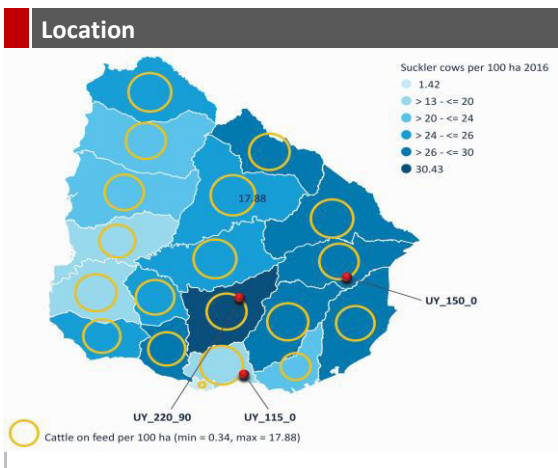 Location
Suckler cows per 100 ha 2016
1.42
> 13 - <= 20
> 20 - <= 24
> 24 - <= 26
> 26 - <= 30
30.43
17.88
UY_150_0
UY_220_90
UY_115_0
Cattle on feed per 100 ha (min = 0.34, max = 17.88)